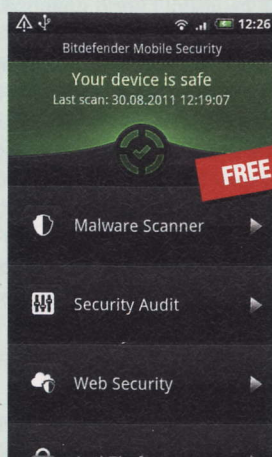 12:26
Bitdefender Mobile Security
Your device is safe
Last scan: 30.08.2011 12:19:07
FREE
Malware Scanner
Security Audit
Web Security